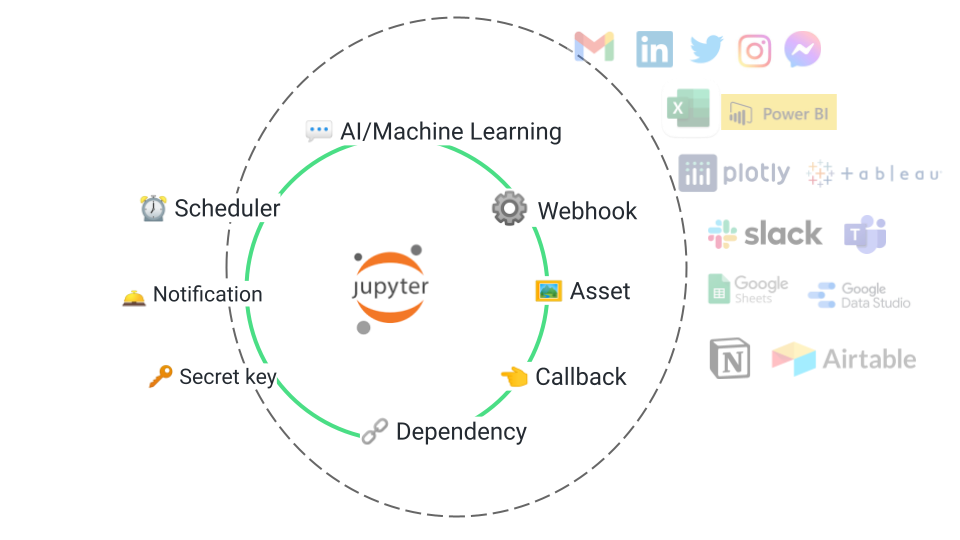 AI/Machine Learning
Power BI
plotly
+ a b l e a u
Scheduler
Webhook
slack
T
jupyter
Asset
Notification
Google
Sheets
Google
Data Studio
N
Airtable
Secret key
Callback
Dependency
in
X